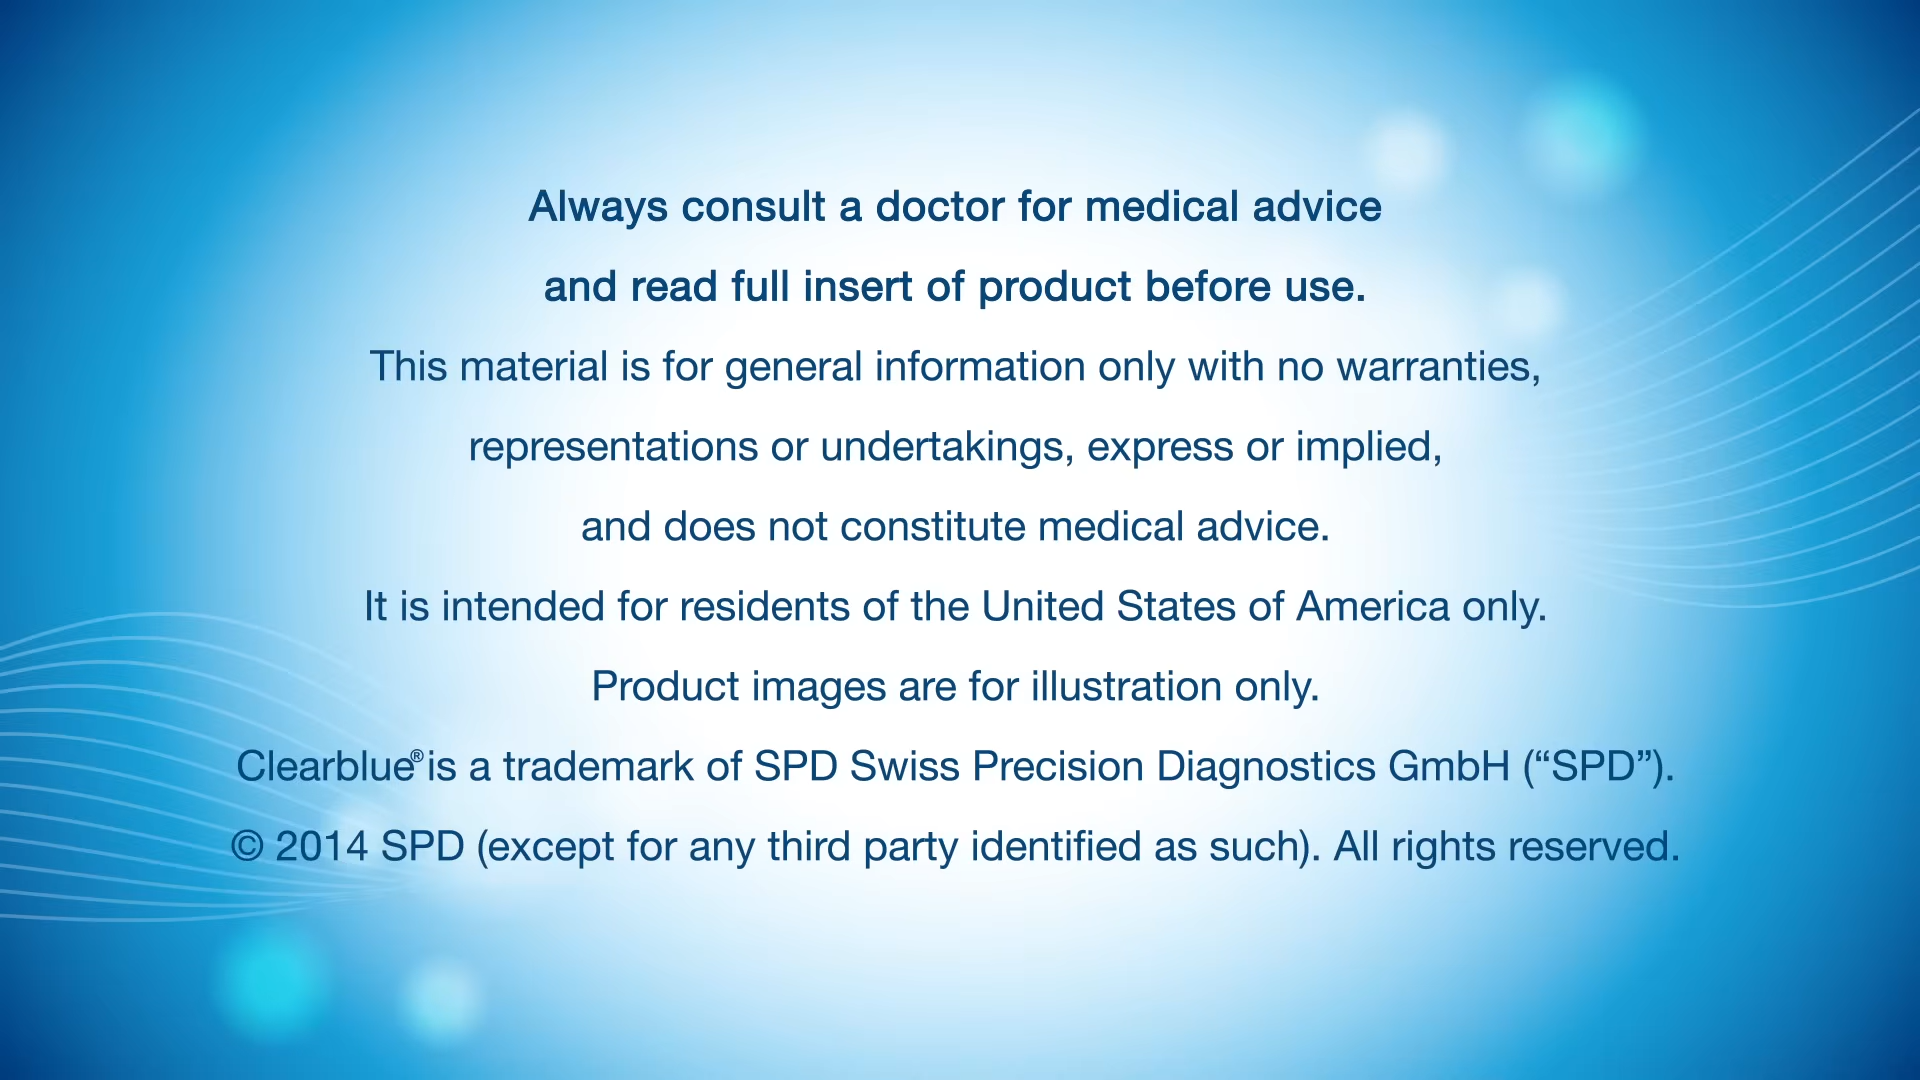 Always consult a doctor for medical advice
and read full insert of product before use.
This material is for general information only with no warranties,
representations or undertakings, express or implied,
and does not constitute medical advice.
It is intended for residents of the United States of America only.
Product images are for illustration only.
Clearblue® is a trademark of SPD Swiss Precision Diagnostics GmbH (“SPD”).
© 2014 SPD (except for any third party identified as such). All rights reserved.